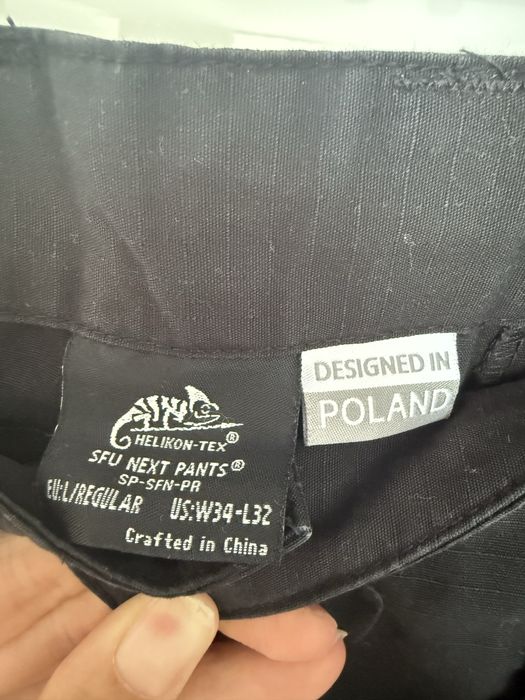 HELIKON-TEX®
SFU NEXT PANTS®
SP-SFN-PR
EU:L/REGULAR US:W34-L32
Crafted in China
DESIGNED IN
POLAND